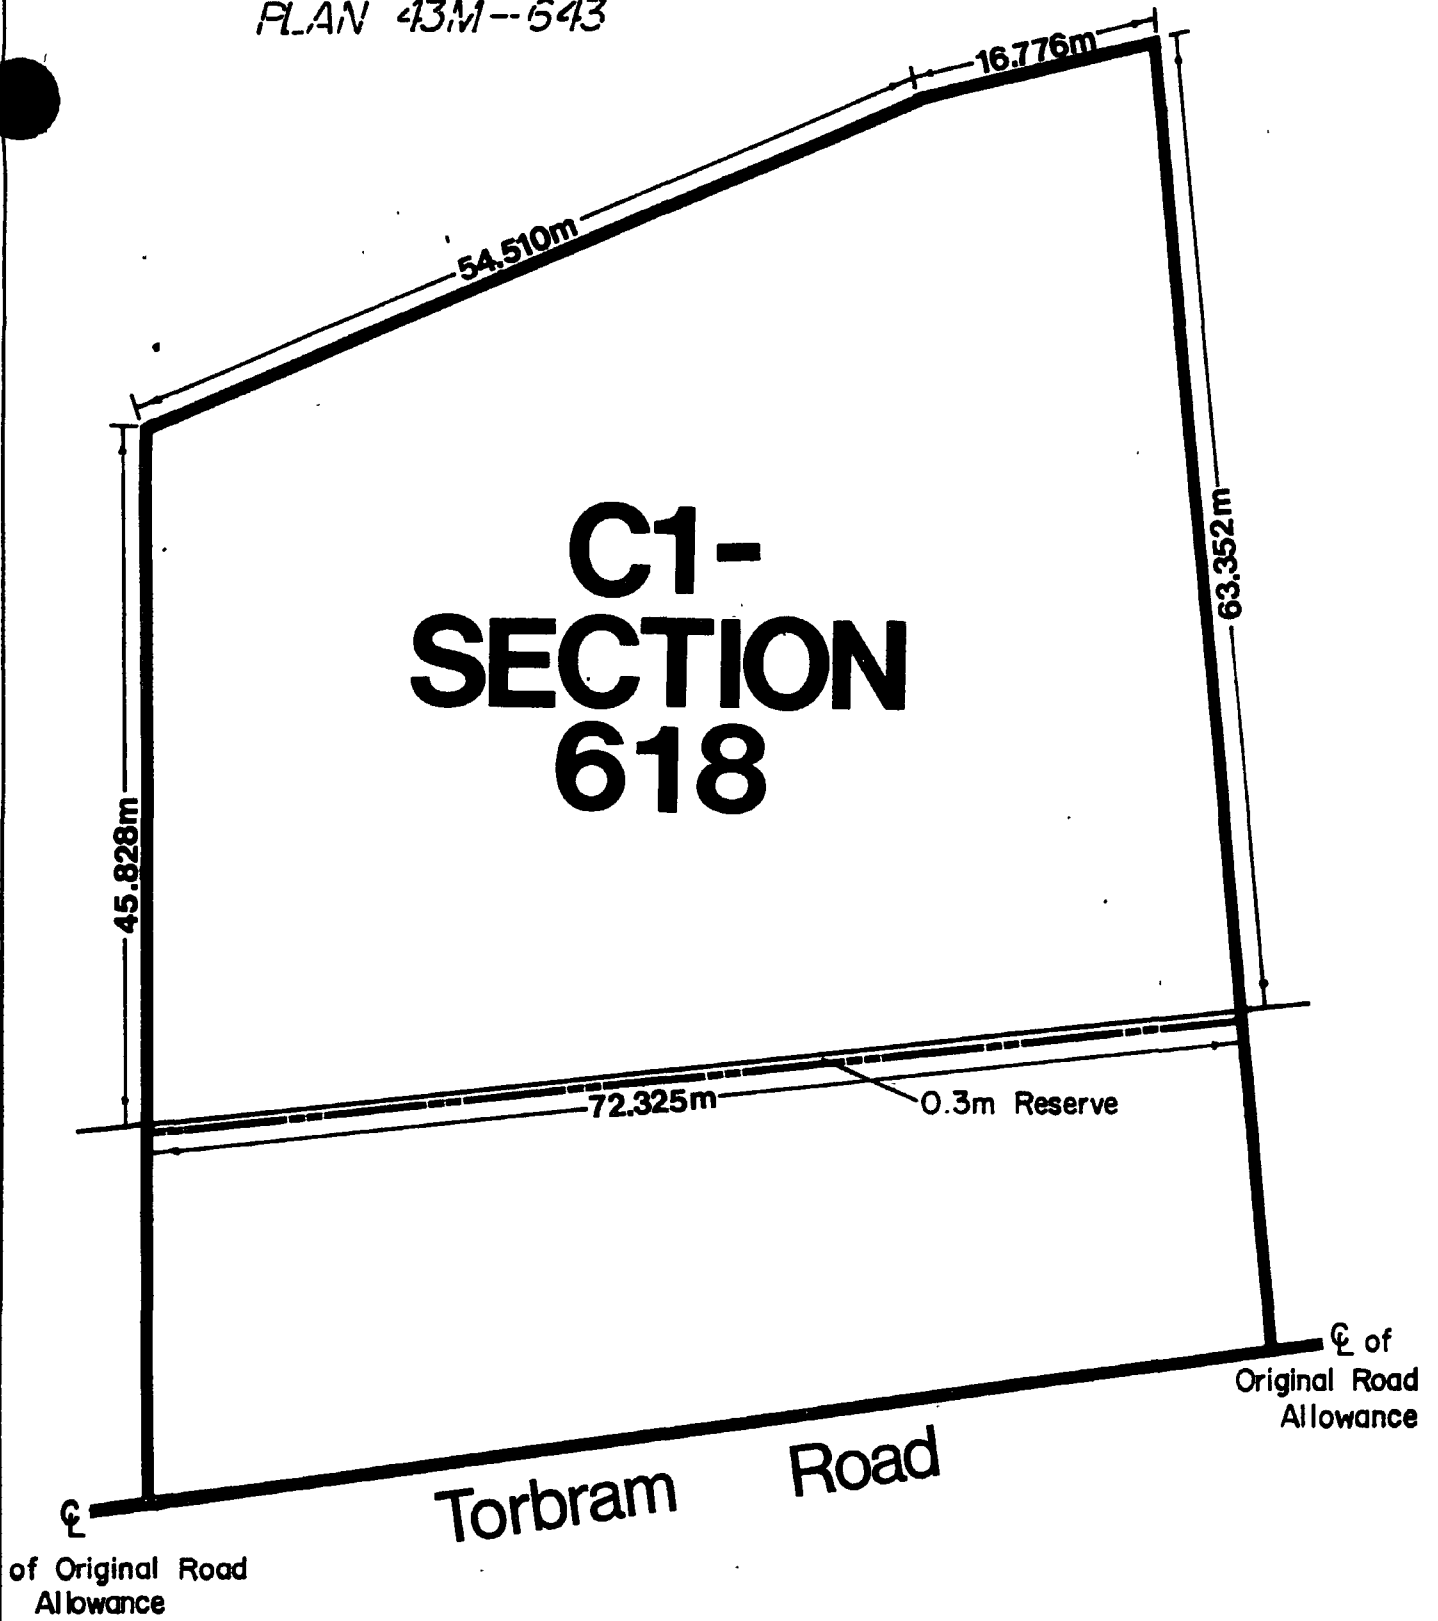 PLAN 43M-643
16.776m
54.510m
63.352m
C1-
SECTION
618
45.828m
72.325m
0.3m Reserve
℄ of
Original Road
Allowance
Torbram Road
℄
of Original Road
Allowance